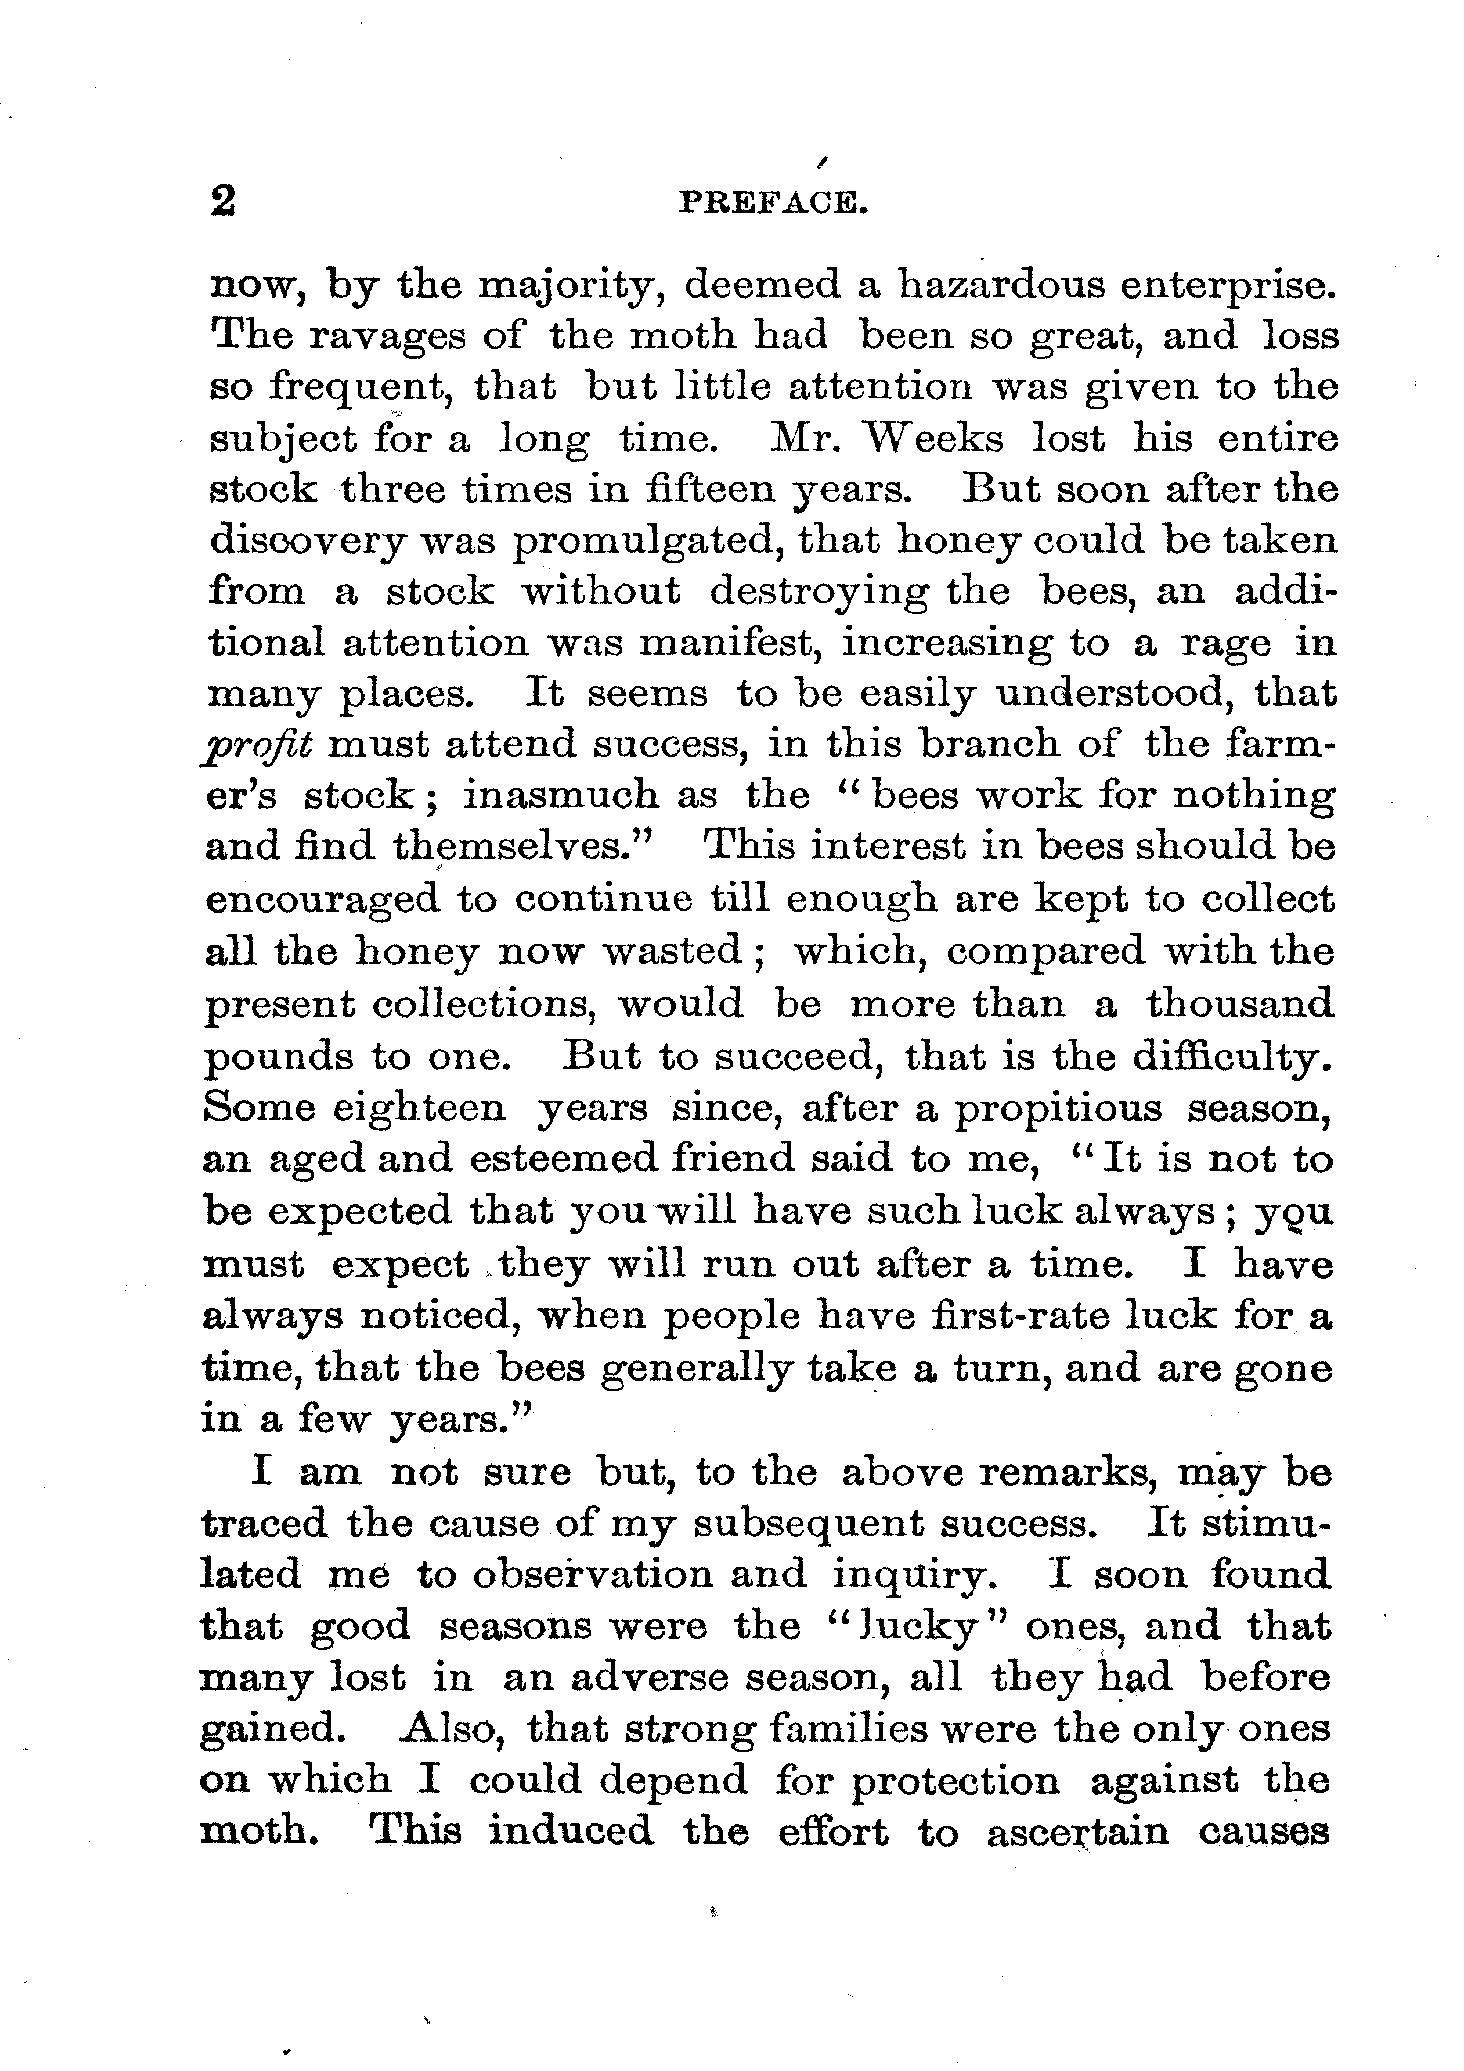 2 PREFACE.
now, by the majority, deemed a hazardous enterprise.
The ravages of the moth had been so great, and loss
so frequent, that but little attention was given to the
subject for a long time. Mr. Weeks lost his entire
stock three times in fifteen years. But soon after the
discovery was promulgated, that honey could be taken
from a stock without destroying the bees, an addi-
tional attention was manifest, increasing to a rage in
many places. It seems to be easily understood, that
profit must attend success, in this branch of the farm-
er's stock; inasmuch as the "bees work for nothing
and find themselves." This interest in bees should be
encouraged to continue till enough are kept to collect
all the honey now wasted; which, compared with the
present collections, would be more than a thousand
pounds to one. But to succeed, that is the difficulty.
Some eighteen years since, after a propitious season,
an aged and esteemed friend said to me, "It is not to
be expected that you will have such luck always; you
must expect they will run out after a time. I have
always noticed, when people have first-rate luck for a
time, that the bees generally take a turn, and are gone
in a few years."
I am not sure but, to the above remarks, may be
traced the cause of my subsequent success. It stimu-
lated me to observation and inquiry. I soon found
that good seasons were the "lucky" ones, and that
many lost in an adverse season, all they had before
gained. Also, that strong families were the only ones
on which I could depend for protection against the
moth. This induced the effort to ascertain causes